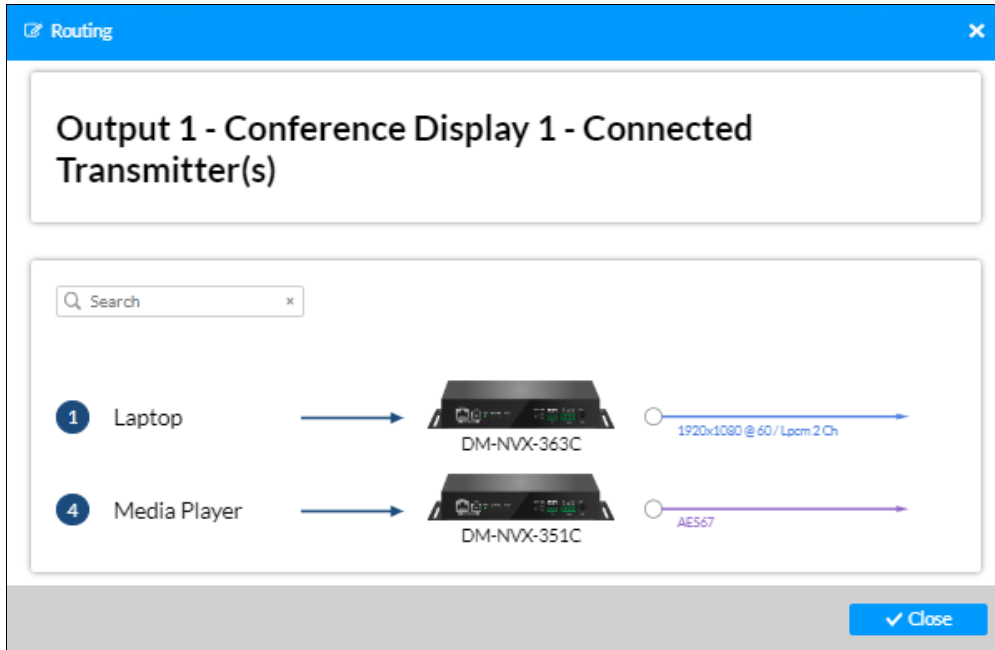 Routing
Output 1 - Conference Display 1 - Connected
Transmitter(s)
Search
1 Laptop
DM-NVX-363C
1920x1080 @ 60 / Lpcm 2 Ch
4 Media Player
DM-NVX-351C
AES67
Close